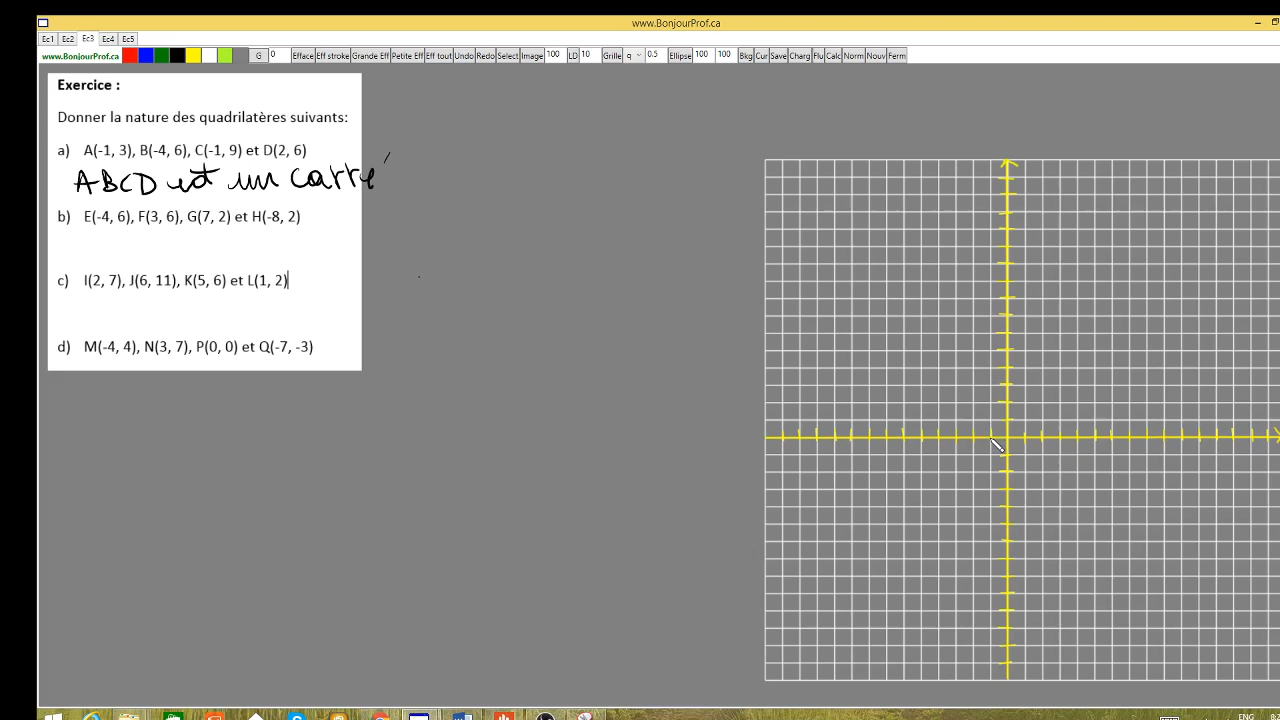 www.BonjourProf.ca
Ec1 Ec2 Ec3 Ec4 Ec5
www.BonjourProf.ca G 0 Efface Eff stroke Grande Eff Petite Eff Eff tout Undo Redo Select Image 100 LD 10 Grille q 0.5 Ellipse 100 100 Bkg Cur Save Charg Flu Calc Norm Nouv Ferm
Exercice :
Donner la nature des quadrilatères suivants:
a) A(-1, 3), B(-4, 6), C(-1, 9) et D(2, 6)
ABCD est un carré
b) E(-4, 6), F(3, 6), G(7, 2) et H(-8, 2)
c) I(2, 7), J(6, 11), K(5, 6) et L(1, 2)
d) M(-4, 4), N(3, 7), P(0, 0) et Q(-7, -3)
ENG